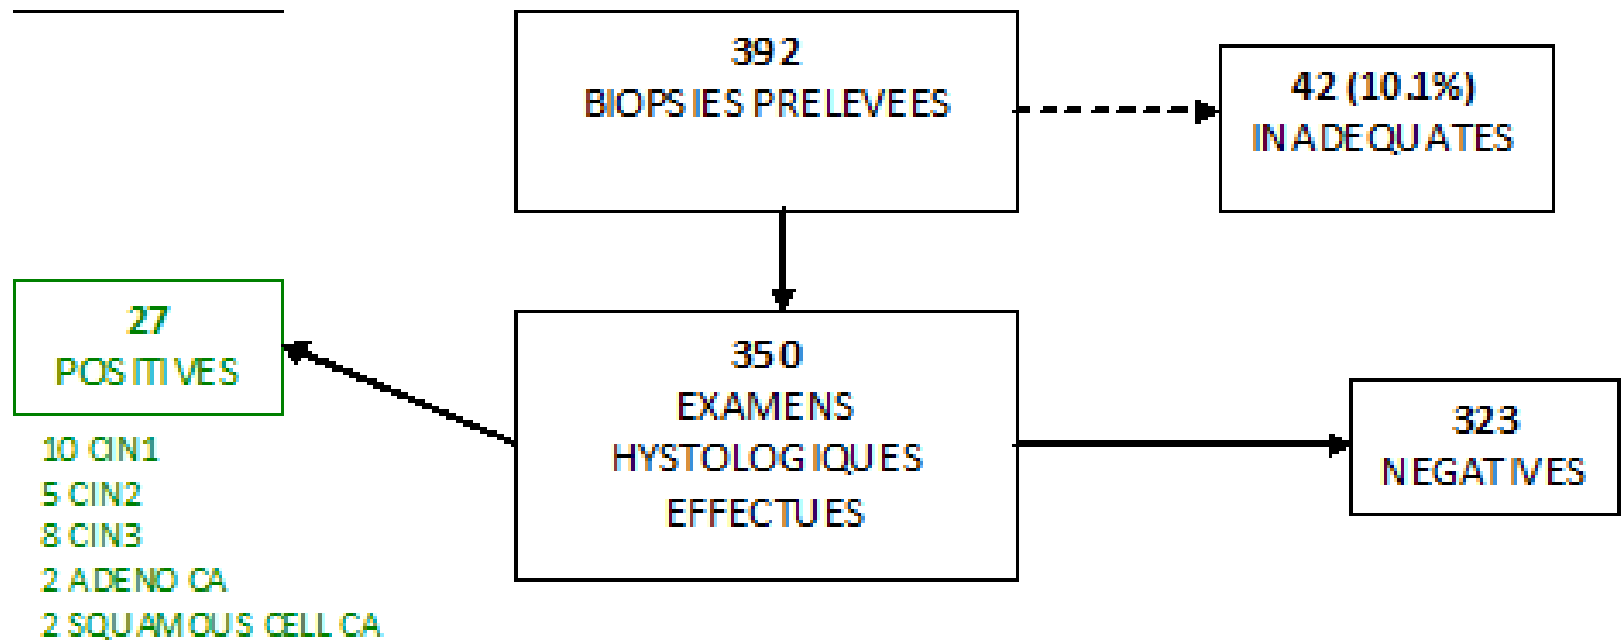 392
BIOPSIES PRELEVEES
42 (10.1%)
INADEQUATES
27
POSITIVES
10 CIN1
5 CIN2
8 CIN3
2 ADENO CA
2 SQUAMOUS CELL CA
350
EXAMENS
HYSTOLOGIQUES
EFFECTUES
323
NEGATIVES